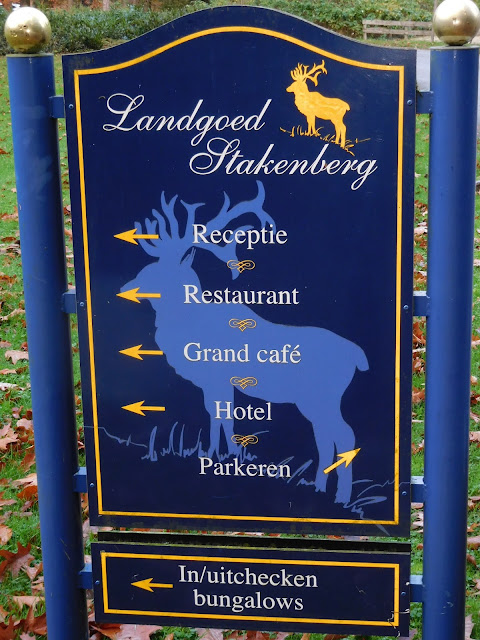 Landgoed
Stakenberg
Receptie
Restaurant
Grand café
Hotel
Parkeren
In/uitchecken
bungalows